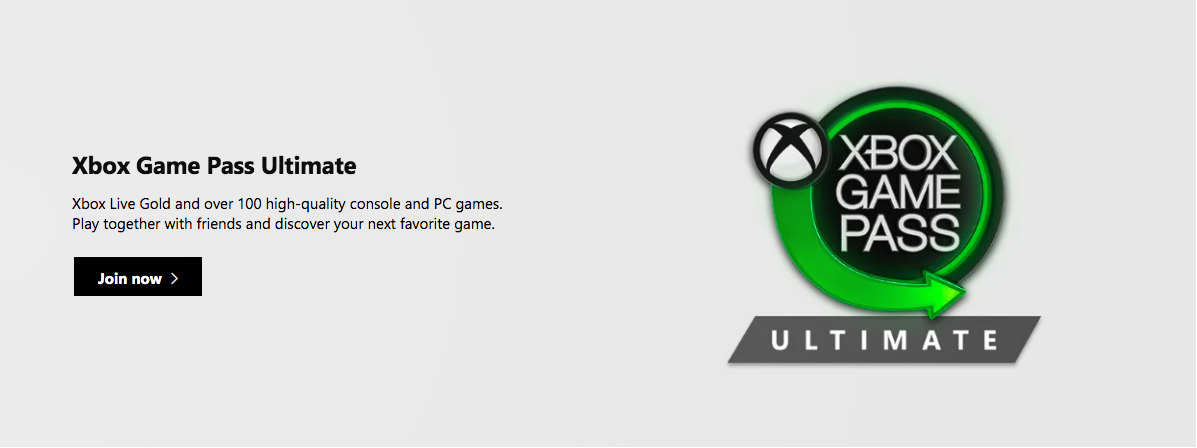 Xbox Game Pass Ultimate
Xbox Live Gold and over 100 high-quality console and PC games.
Play together with friends and discover your next favorite game.
Join now
XBOX
GAME
PASS
ULTIMATE